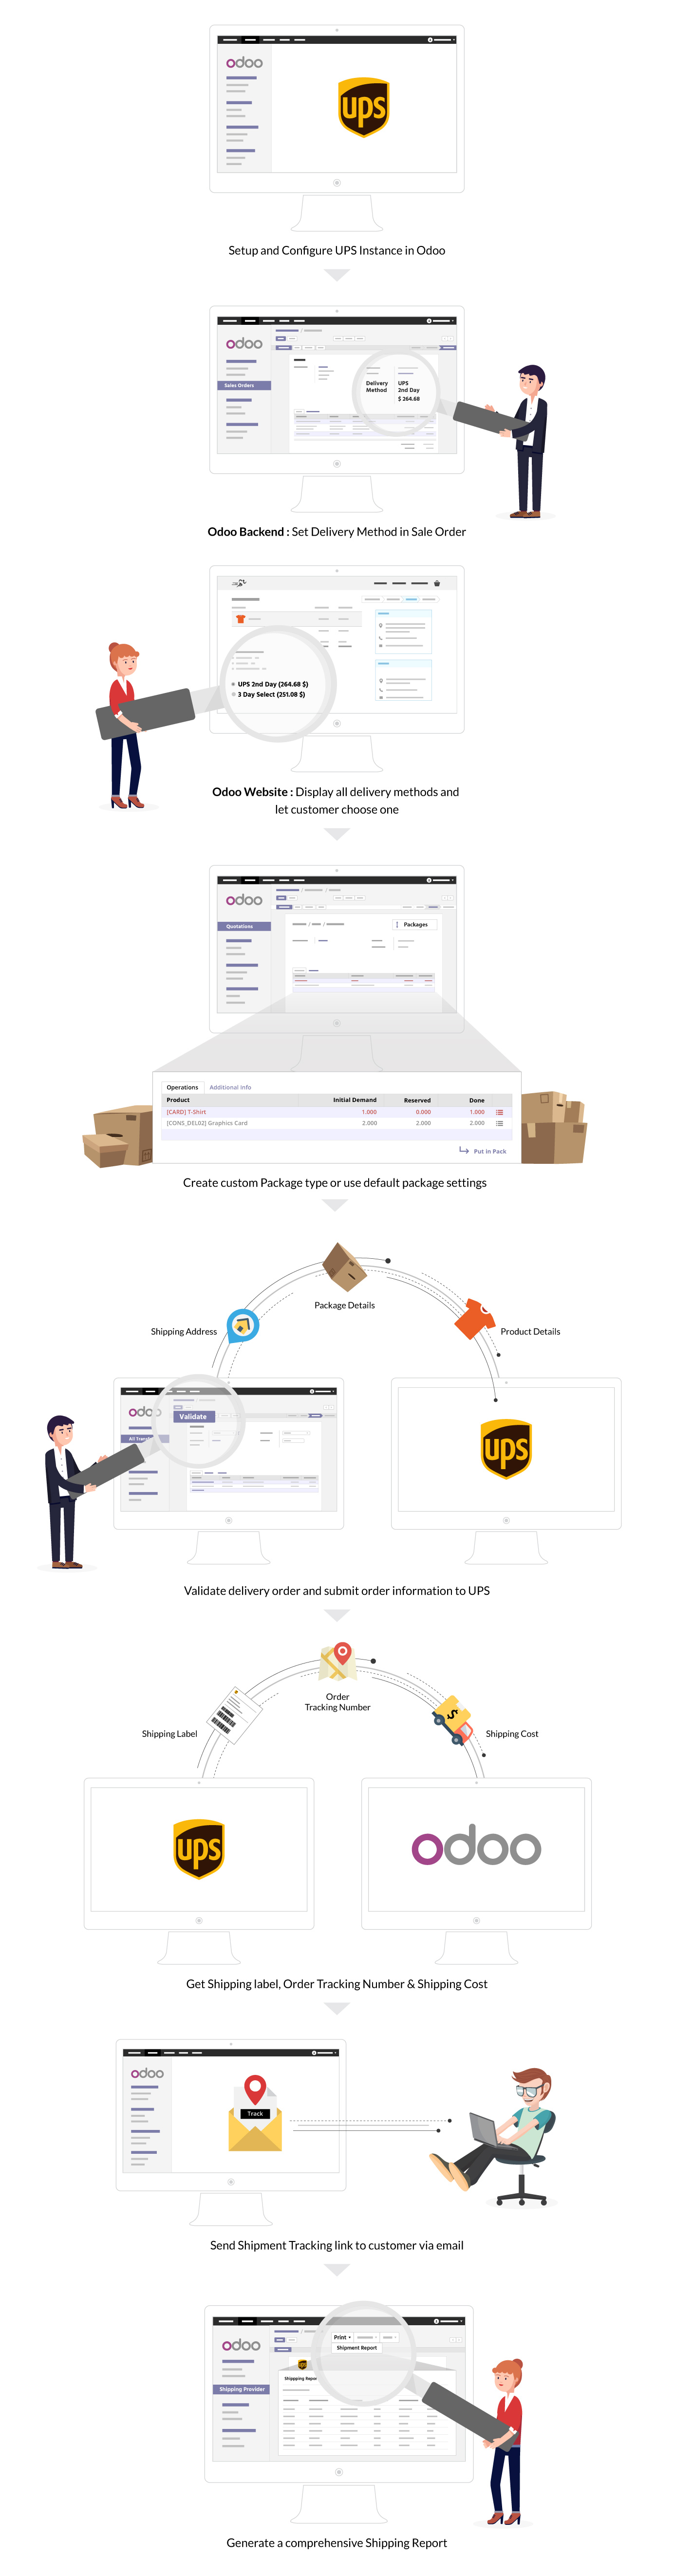 odoo
ups
Setup and Configure UPS Instance in Odoo
odoo
Sales Orders
Delivery Method
UPS 2nd Day
$ 264.68
Odoo Backend : Set Delivery Method in Sale Order
UPS 2nd Day (264.68 $)
3 Day Select (251.08 $)
Odoo Website : Display all delivery methods and
let customer choose one
odoo
Quotations
Packages
Operations Additional Info
Product Initial Demand Reserved Done
[CARD] T-Shirt 1.000 0.000 1.000
[CONS_DEL02] Graphics Card 2.000 2.000 2.000
Put in Pack
Create custom Package type or use default package settings
Package Details
Shipping Address
Product Details
odoo
Validate
All Transf
ups
Validate delivery order and submit order information to UPS
Order
Tracking Number
Shipping Label
Shipping Cost
$
ups
odoo
Get Shipping label, Order Tracking Number & Shipping Cost
odoo
Track
Send Shipment Tracking link to customer via email
odoo
Print
Shipment Report
ups
Shippping Repor
Shipping Provider
Generate a comprehensive Shipping Report